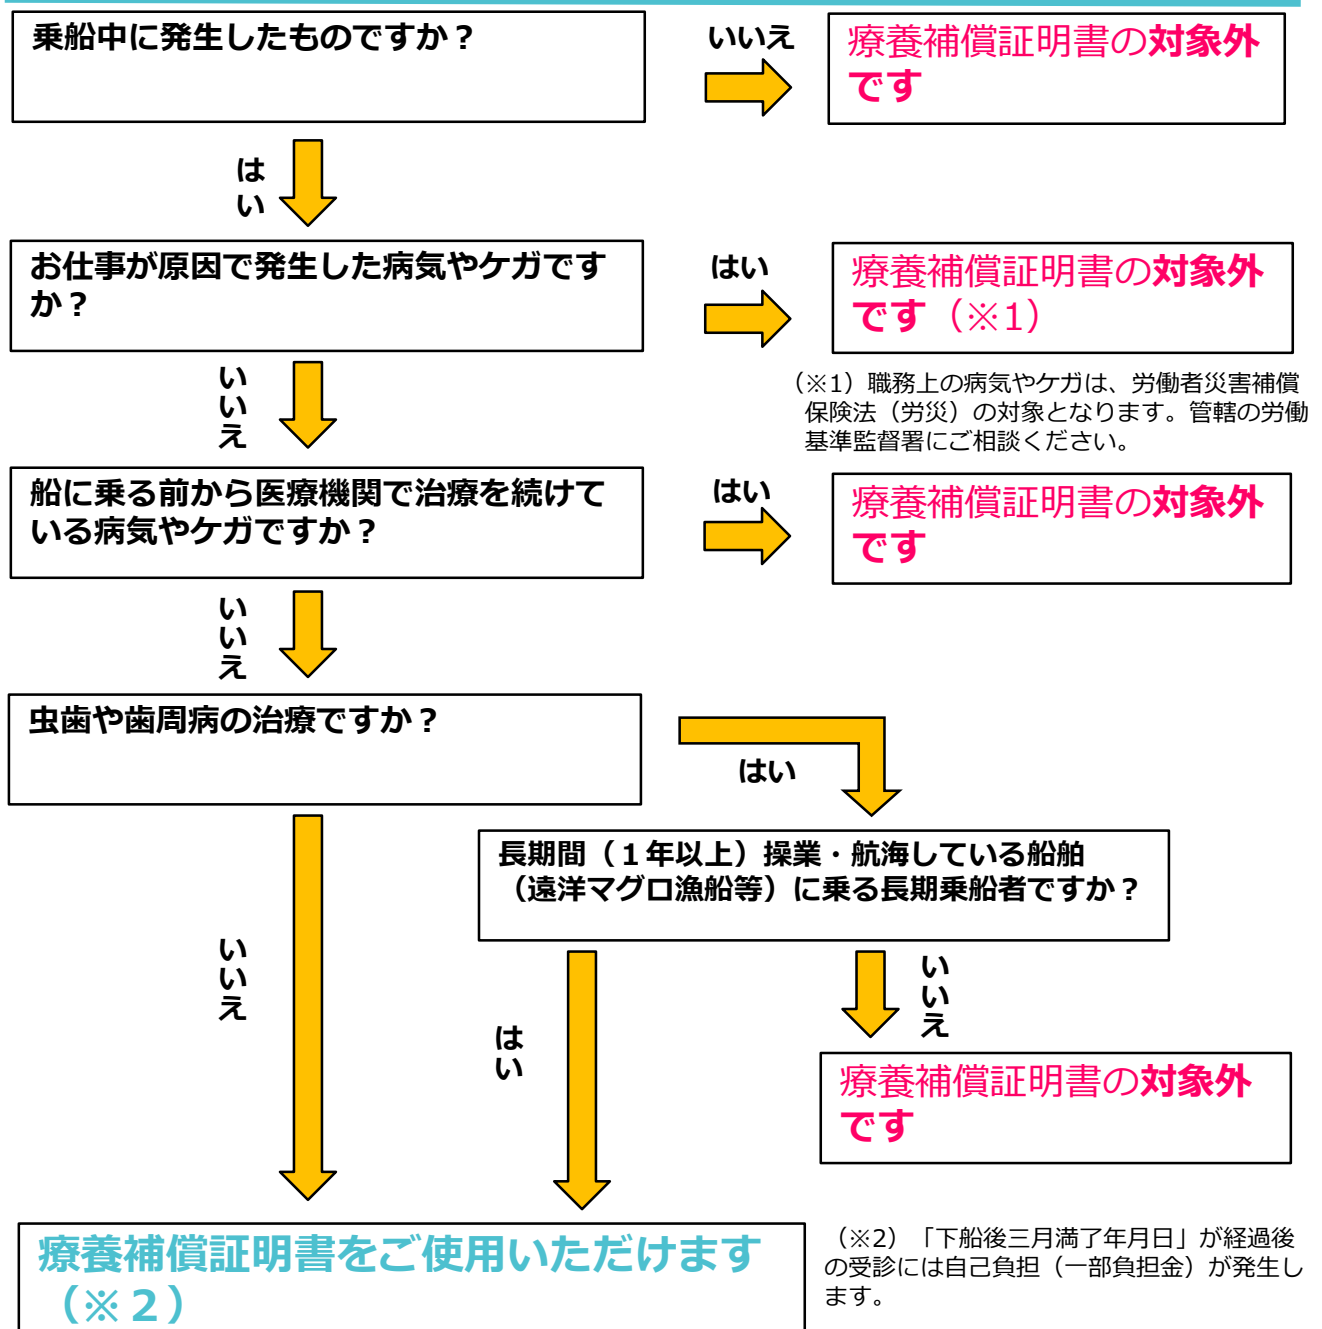 乗船中に発生したものですか？
いいえ
療養補償証明書の対象外
です
はい
お仕事が原因で発生した病気やケガです
か？
はい
療養補償証明書の対象外
です（※1）
（※1）職務上の病気やケガは、労働者災害補償
保険法（労災）の対象となります。管轄の労働
基準監督署にご相談ください。
いいえ
船に乗る前から医療機関で治療を続けて
いる病気やケガですか？
はい
療養補償証明書の対象外
です
いいえ
虫歯や歯周病の治療ですか？
はい
長期間（１年以上）操業・航海している船舶
（遠洋マグロ漁船等）に乗る長期乗船者ですか？
いいえ
はい
いいえ
療養補償証明書の対象外
です
療養補償証明書をご使用いただけます
（※２）
（※2）「下船後三月満了年月日」が経過後
の受診には自己負担（一部負担金）が発生し
ます。